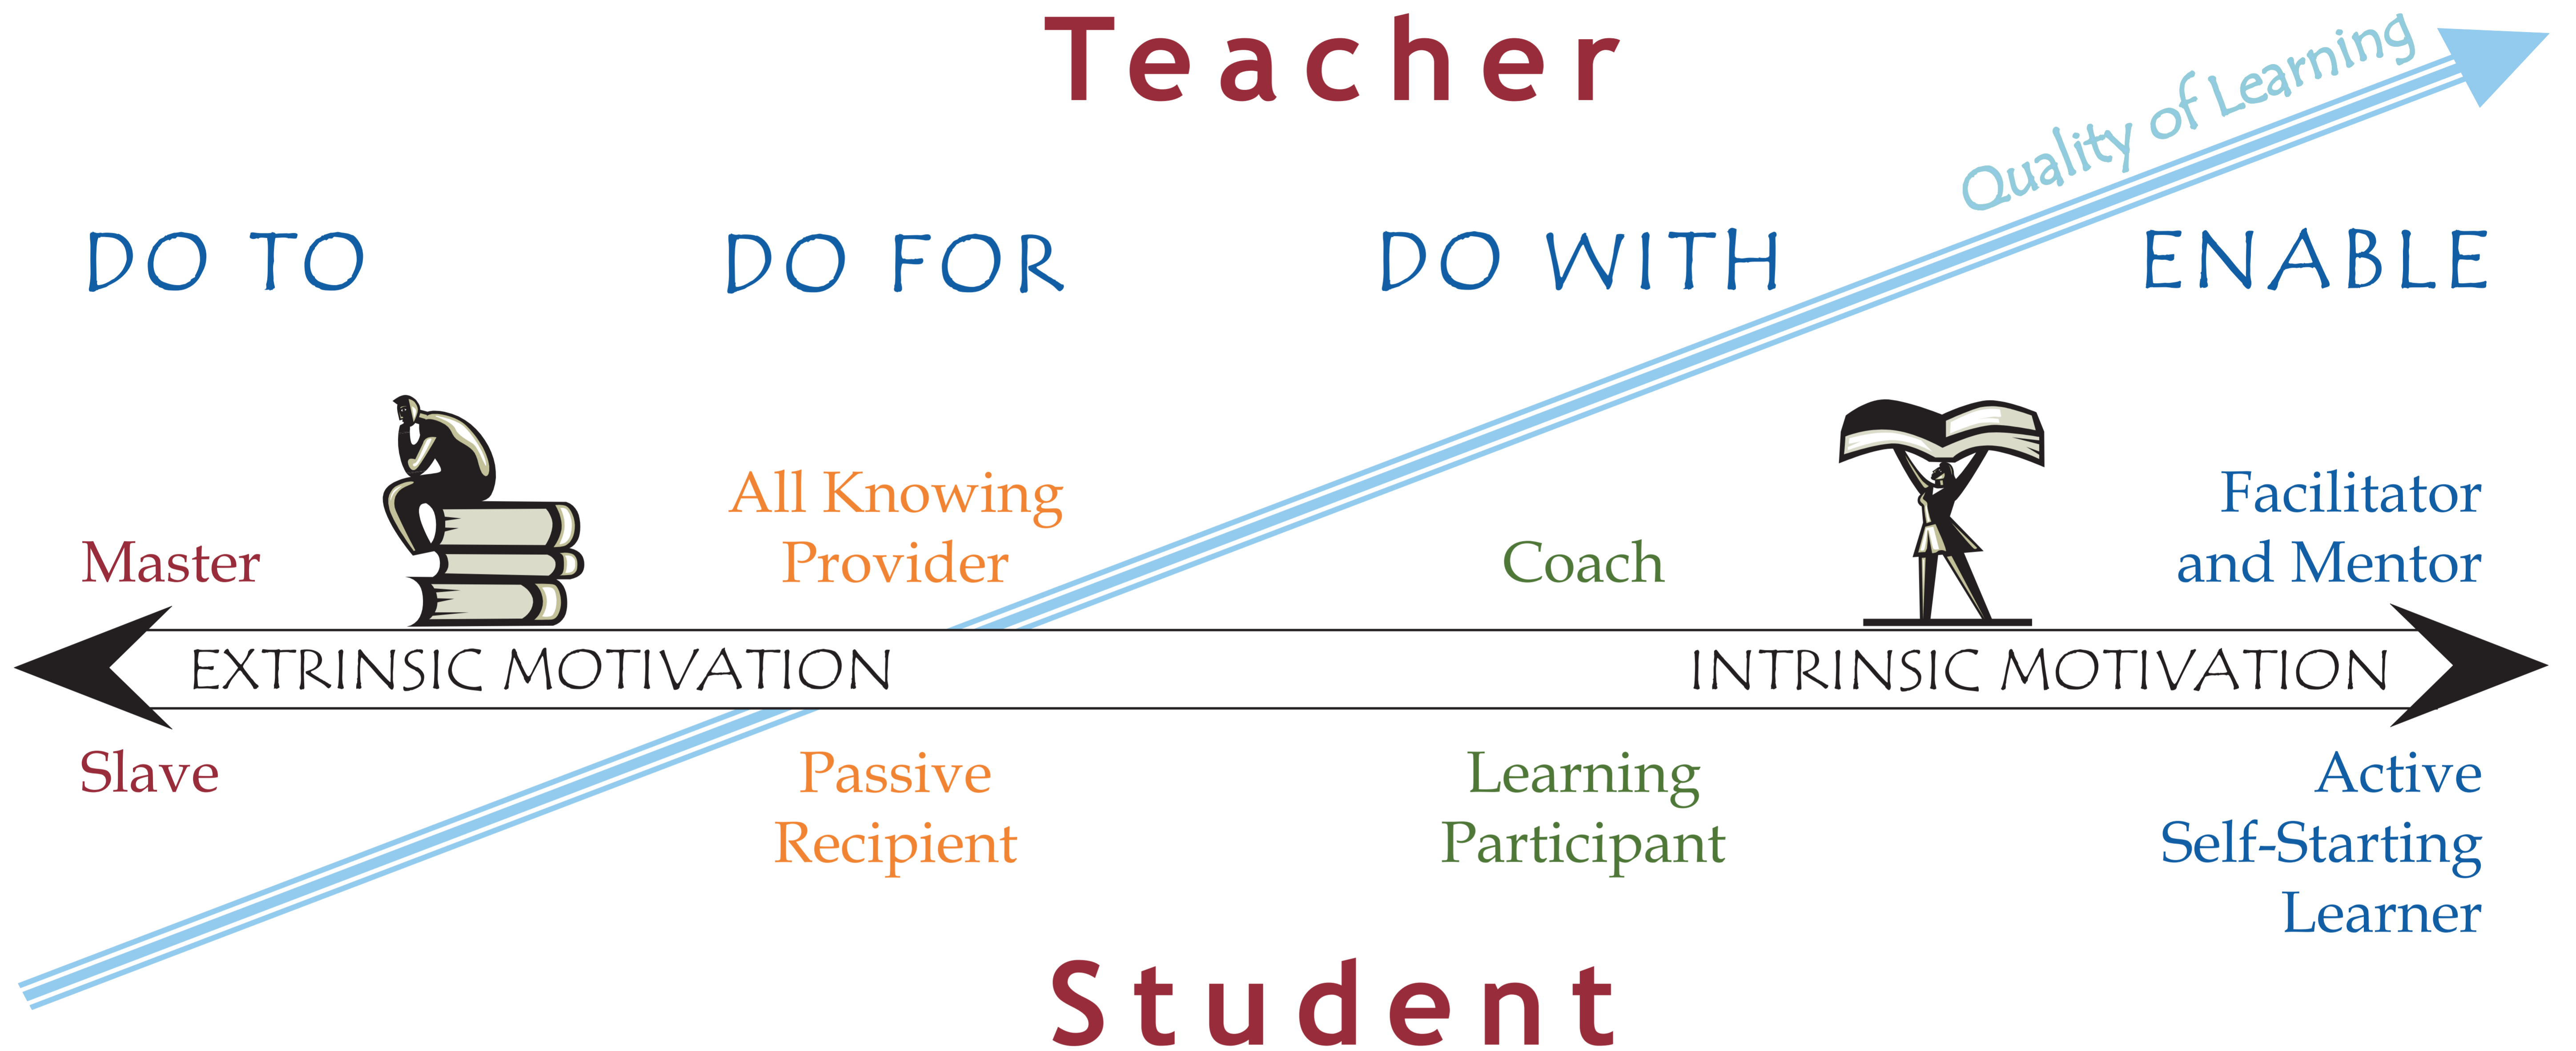 Teacher
Quality of Learning
DO TO
DO FOR
DO WITH
ENABLE
Master
All Knowing
Provider
Coach
Facilitator
and Mentor
EXTRINSIC MOTIVATION
INTRINSIC MOTIVATION
Slave
Passive
Recipient
Learning
Participant
Active
Self-Starting
Learner
Student